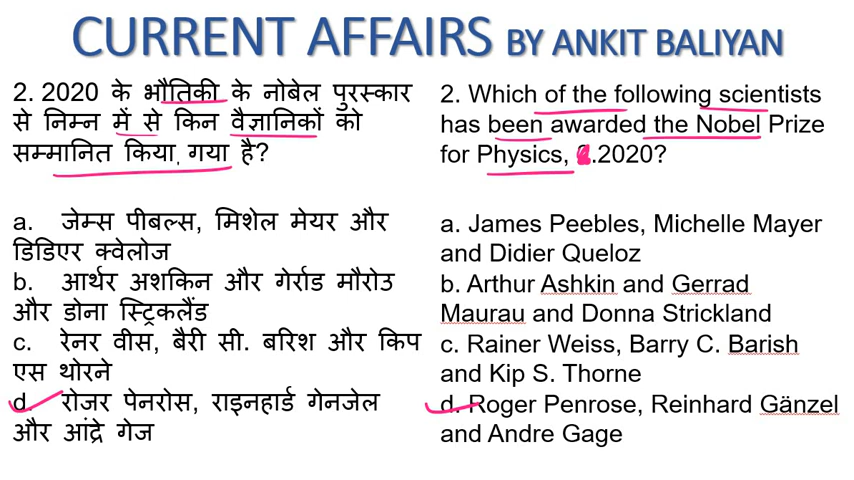 CURRENT AFFAIRS BY ANKIT BALIYAN
2. 2020 के भौतिकी के नोबेल पुरस्कार
से निम्न में से किन वैज्ञानिकों को
सम्मानित किया गया है?
a. जेम्स पीबल्स, मिशेल मेयर और
डिडिएर क्वेलोज
b. आर्थर अशकिन और गेर्राड मौरोउ
और डोना स्ट्रिकलैंड
c. रेनर वीस, बैरी सी. बरिश और किप
एस थोरने
d. रोजर पेनरोस, राइनहार्ड गेनजेल
और आंद्रे गेज
2. Which of the following scientists
has been awarded the Nobel Prize
for Physics, .2020?
a. James Peebles, Michelle Mayer
and Didier Queloz
b. Arthur Ashkin and Gerrad
Maurau and Donna Strickland
c. Rainer Weiss, Barry C. Barish
and Kip S. Thorne
d. Roger Penrose, Reinhard Gänzel
and Andre Gage